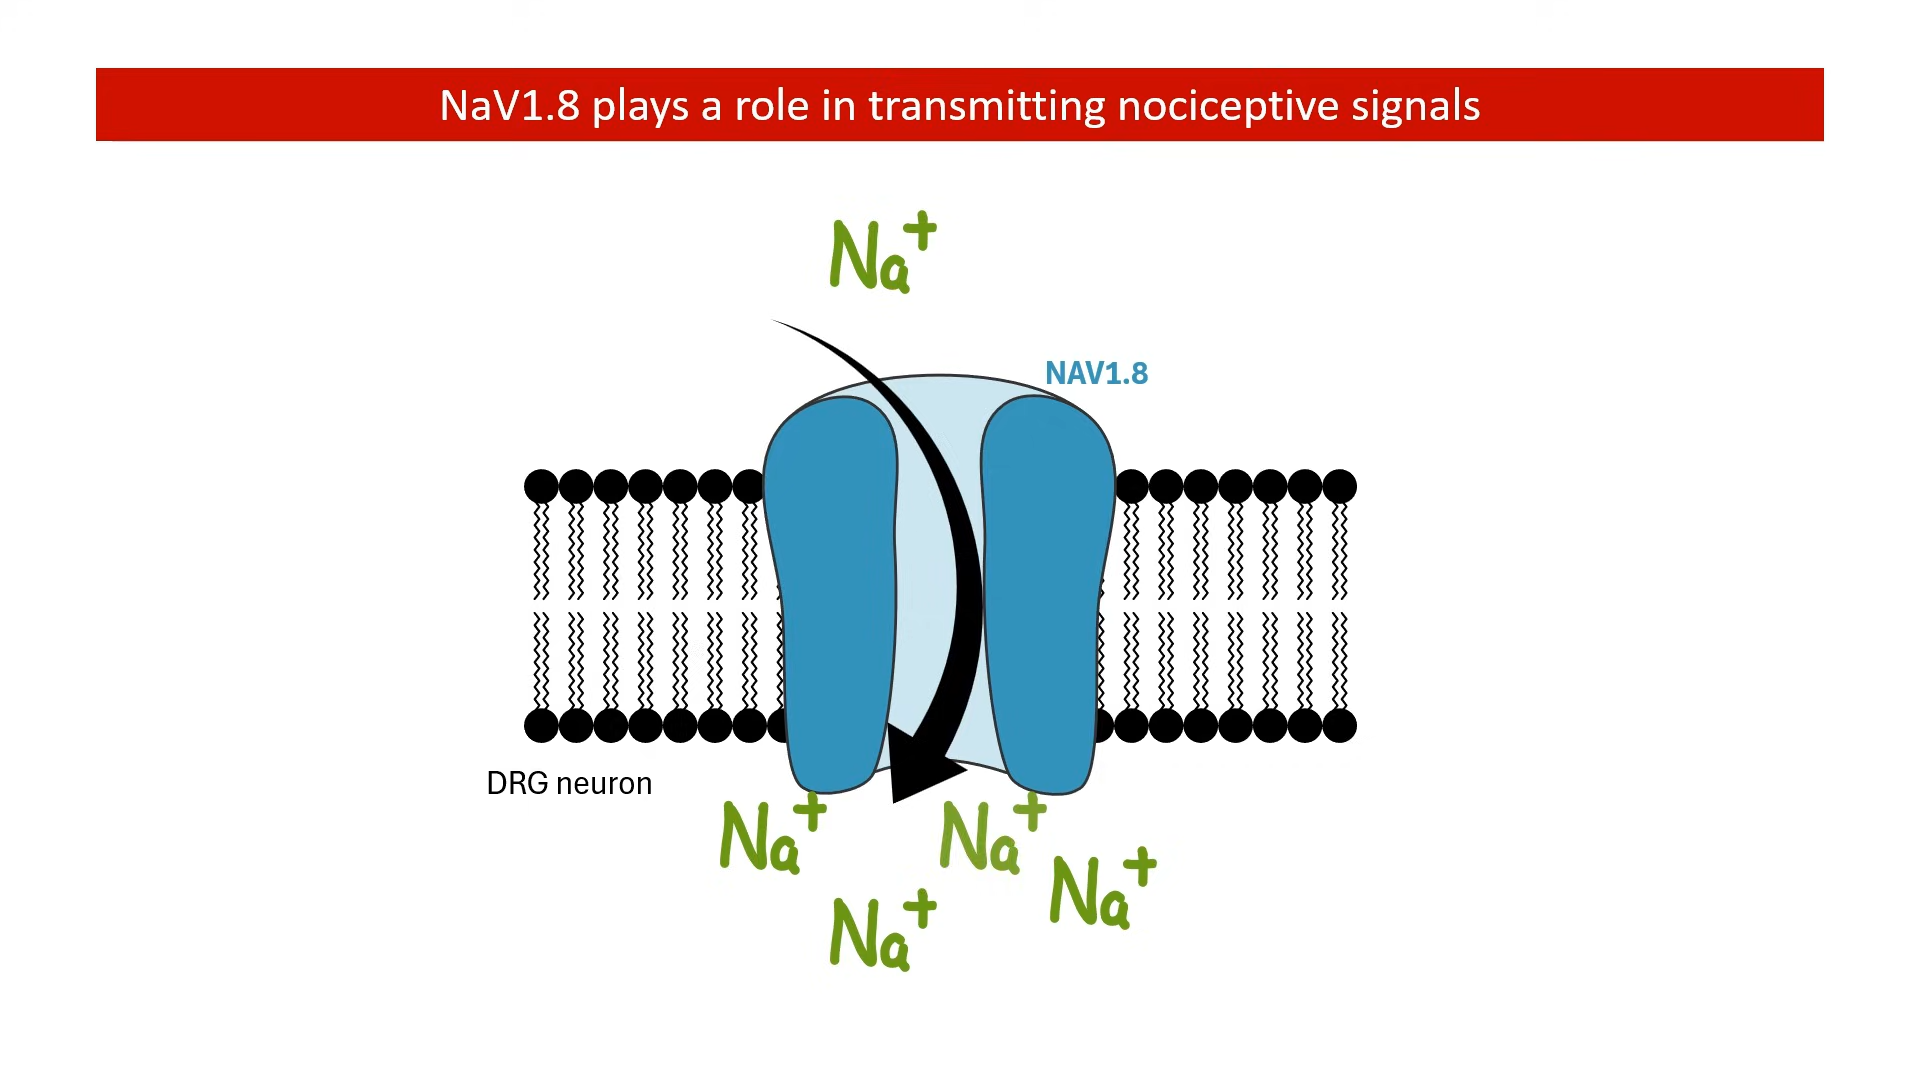 NaV1.8 plays a role in transmitting nociceptive signals
Na⁺
NAV1.8
DRG neuron
Na⁺
Na⁺
Na⁺
Na⁺